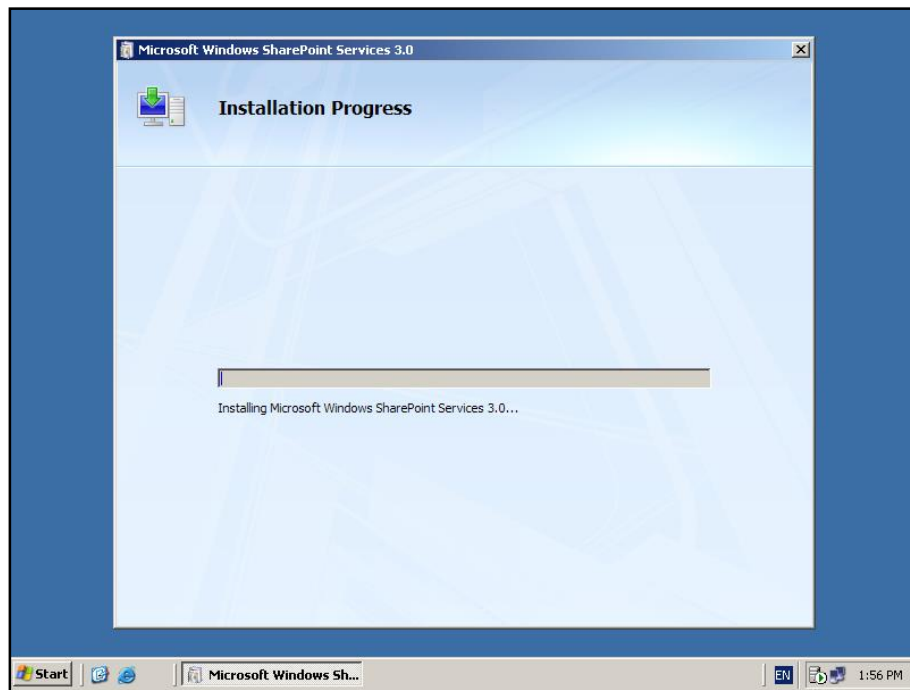 Microsoft Windows SharePoint Services 3.0
Installation Progress
Installing Microsoft Windows SharePoint Services 3.0...
Start
Microsoft Windows Sh...
EN
1:56 PM